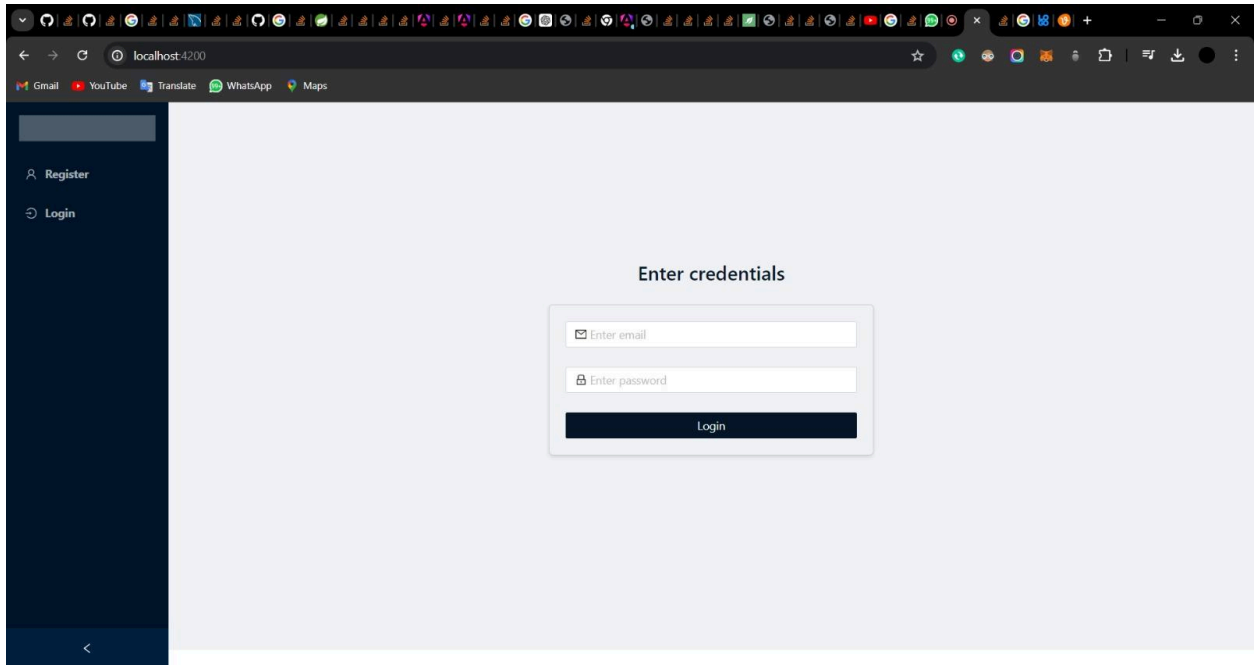 localhost:4200
Gmail YouTube Translate WhatsApp Maps
Register
Login
Enter credentials
Enter email
Enter password
Login